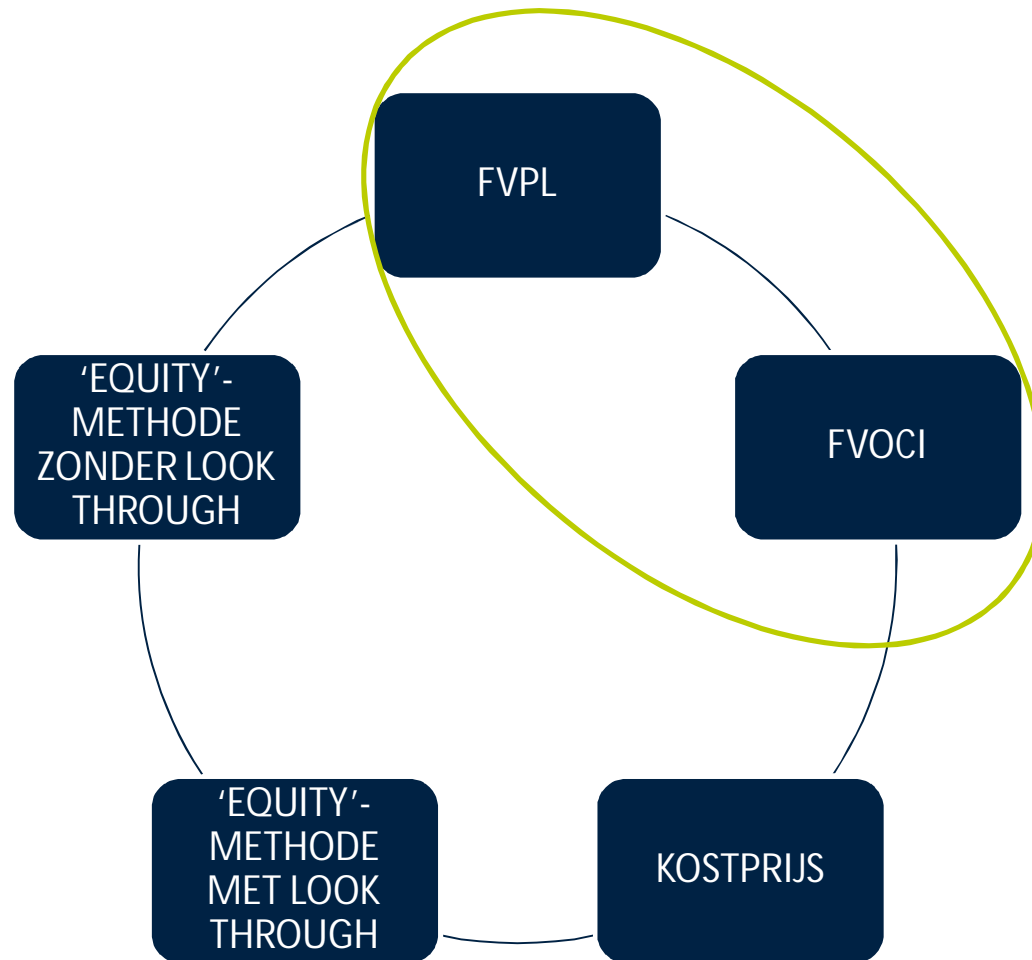 FVPL
FVOCI
KOSTPRIJS
‘EQUITY’-
METHODE
MET LOOK
THROUGH
‘EQUITY’-
METHODE
ZONDER LOOK
THROUGH